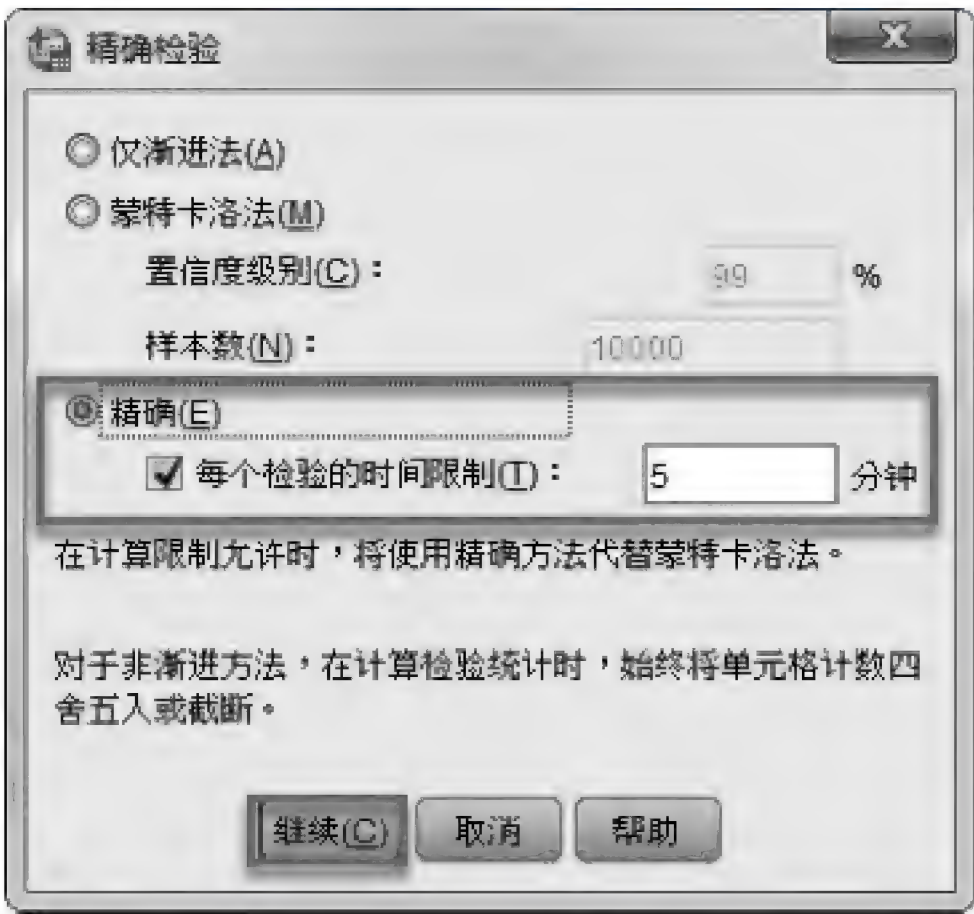 精确检验
仅渐进法(A)
蒙特卡洛法(M)
置信度级别(C)：
99 %
样本数(N)：
10000
精确(E)
每个检验的时间限制(T)：
5 分钟
在计算限制允许时，将使用精确方法代替蒙特卡洛法。
对于非渐进方法，在计算检验统计时，始终将单元格计数四
舍五入或截断。
继续(C) 取消 帮助